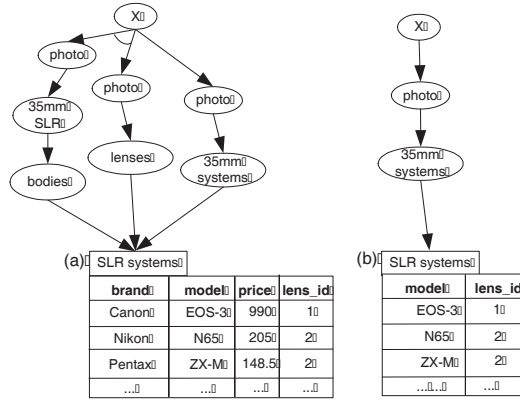 X
X
photo
photo
photo
photo
35mm
SLR
35mm
systems
lenses
35mm
systems
bodies
(a) SLR systems
brand model price lens_id
Canon EOS-3 990 1
Nikon N65 205 2
Pentax ZX-M 148.5 2
... ... ... ...
(b) SLR systems
model lens_id
EOS-3 1
N65 2
ZX-M 2
...... ...